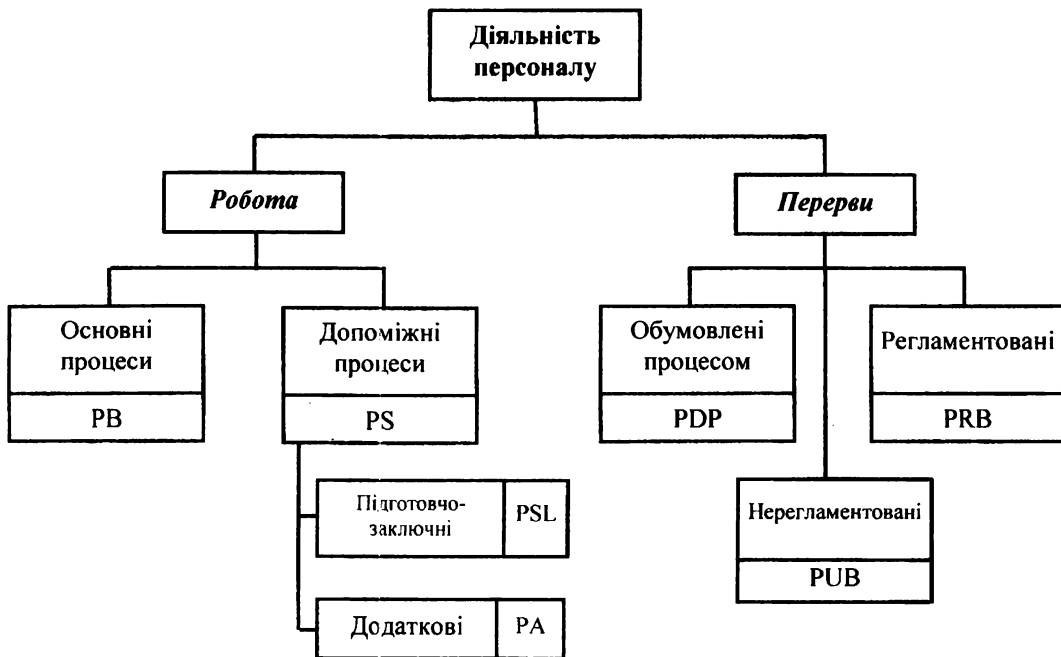 Діяльність
персоналу
Робота
Перерви
Основні
процеси
PB
Допоміжні
процеси
PS
Обумовлені
процесом
PDP
Регламентовані
PRB
Підготовчо-
заключні
PSL
Нерегламентовані
PUB
Додаткові
PA